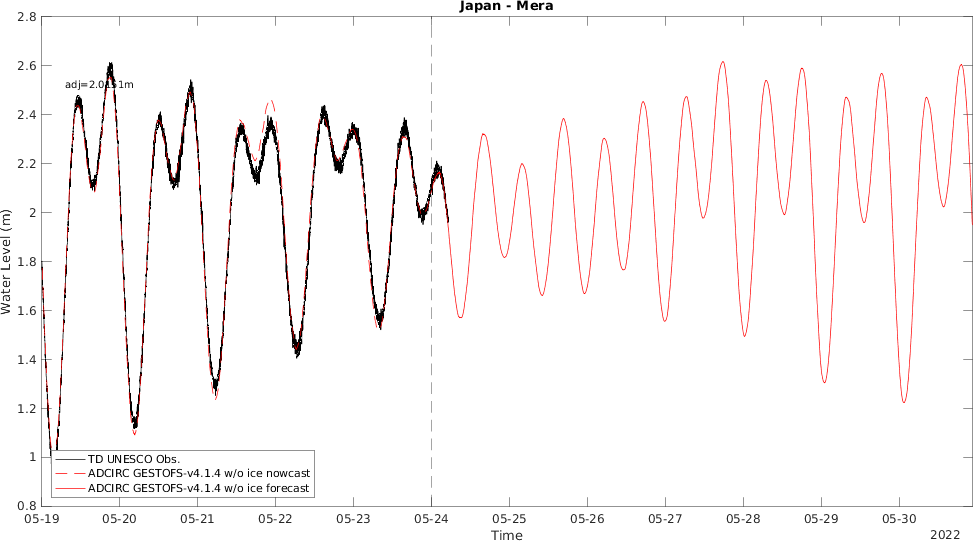 Japan - Mera
2.8
2.6
2.4
2.2
2
1.8
1.6
1.4
1.2
1
0.8
Water Level (m)
TD UNESCO Obs.
ADCIRC GESTOFS-v4.1.4 w/o ice nowcast
ADCIRC GESTOFS-v4.1.4 w/o ice forecast
05-19 05-20 05-21 05-22 05-23 05-24 05-25 05-26 05-27 05-28 05-29 05-30
Time
2022